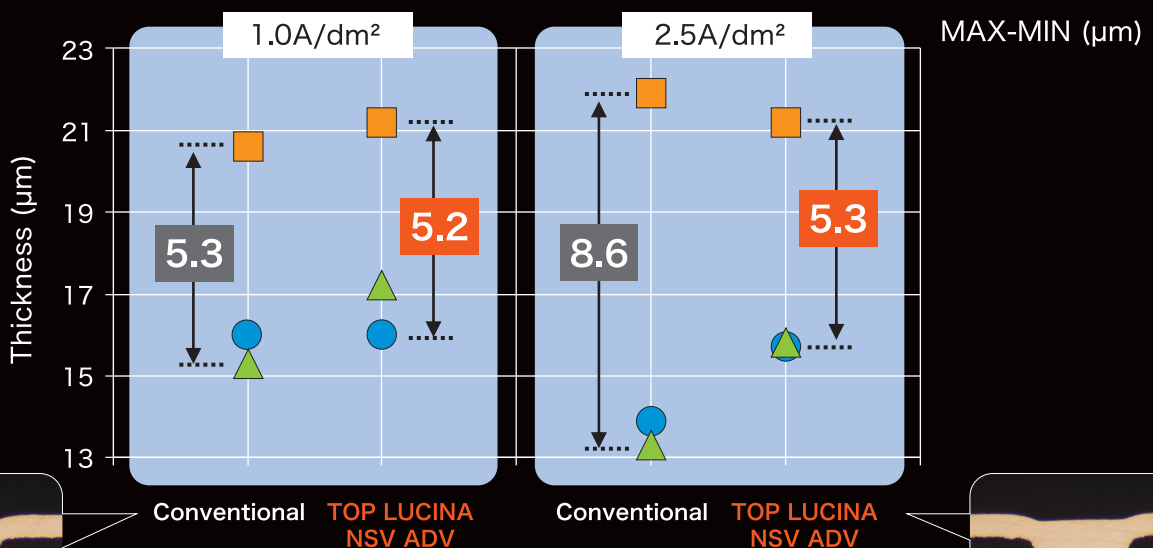 1.0A/dm²
2.5A/dm²
MAX-MIN (μm)
Thickness (μm)
23
21
19
17
15
13
5.3
5.2
8.6
5.3
Conventional
TOP LUCINA
NSV ADV
Conventional
TOP LUCINA
NSV ADV